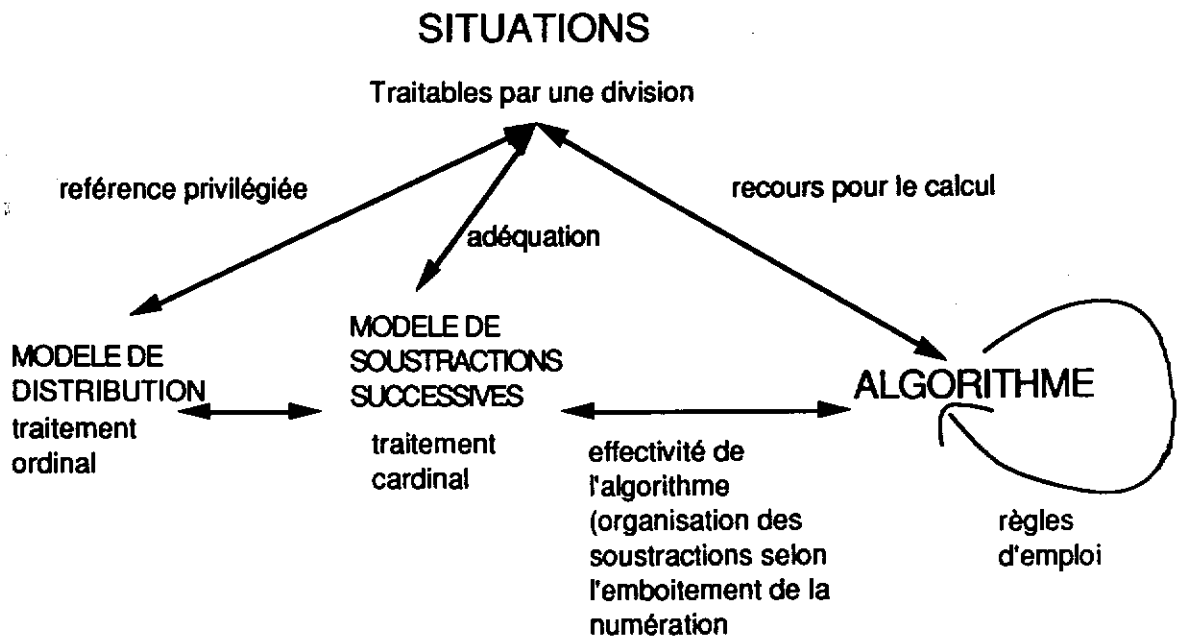 SITUATIONS
Traitables par une division
reférence privilégiée
recours pour le calcul
adéquation
MODELE DE
DISTRIBUTION
traitement
ordinal
MODELE DE
SOUSTRACTIONS
SUCCESSIVES
traitement
cardinal
ALGORITHME
effectivité de
l'algorithme
(organisation des
soustractions selon
l'emboitement de la
numération
règles
d'emploi